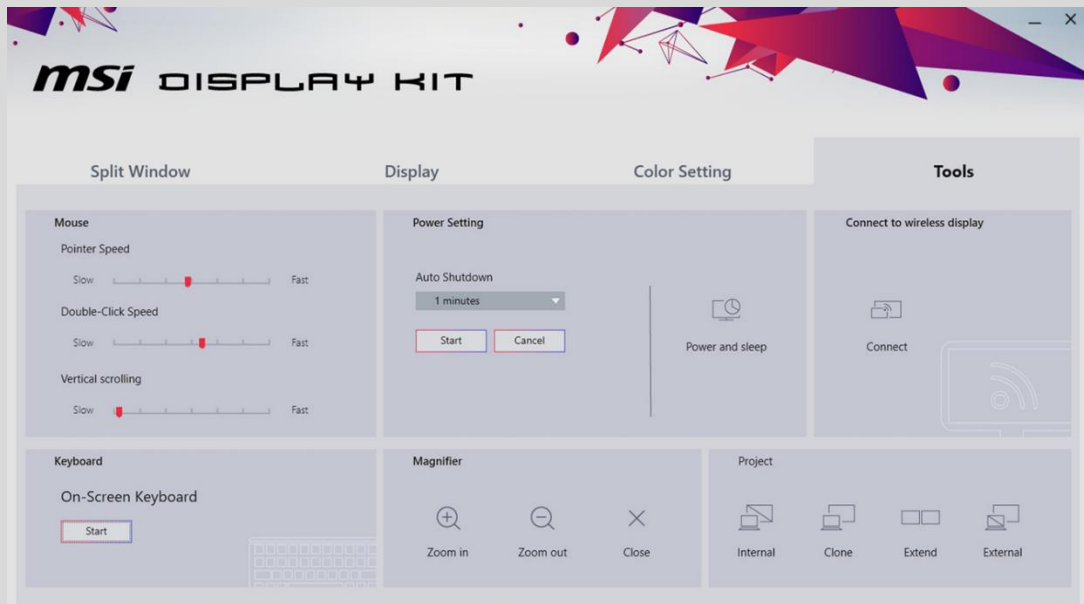 msi DISPLAY KIT
Split Window
Display
Color Setting
Tools
Mouse
Pointer Speed
Slow Fast
Double-Click Speed
Slow Fast
Vertical scrolling
Slow Fast
Power Setting
Auto Shutdown
1 minutes
Start Cancel
Power and sleep
Connect to wireless display
Connect
Keyboard
On-Screen Keyboard
Start
Magnifier
Zoom in Zoom out Close
Project
Internal Clone Extend External